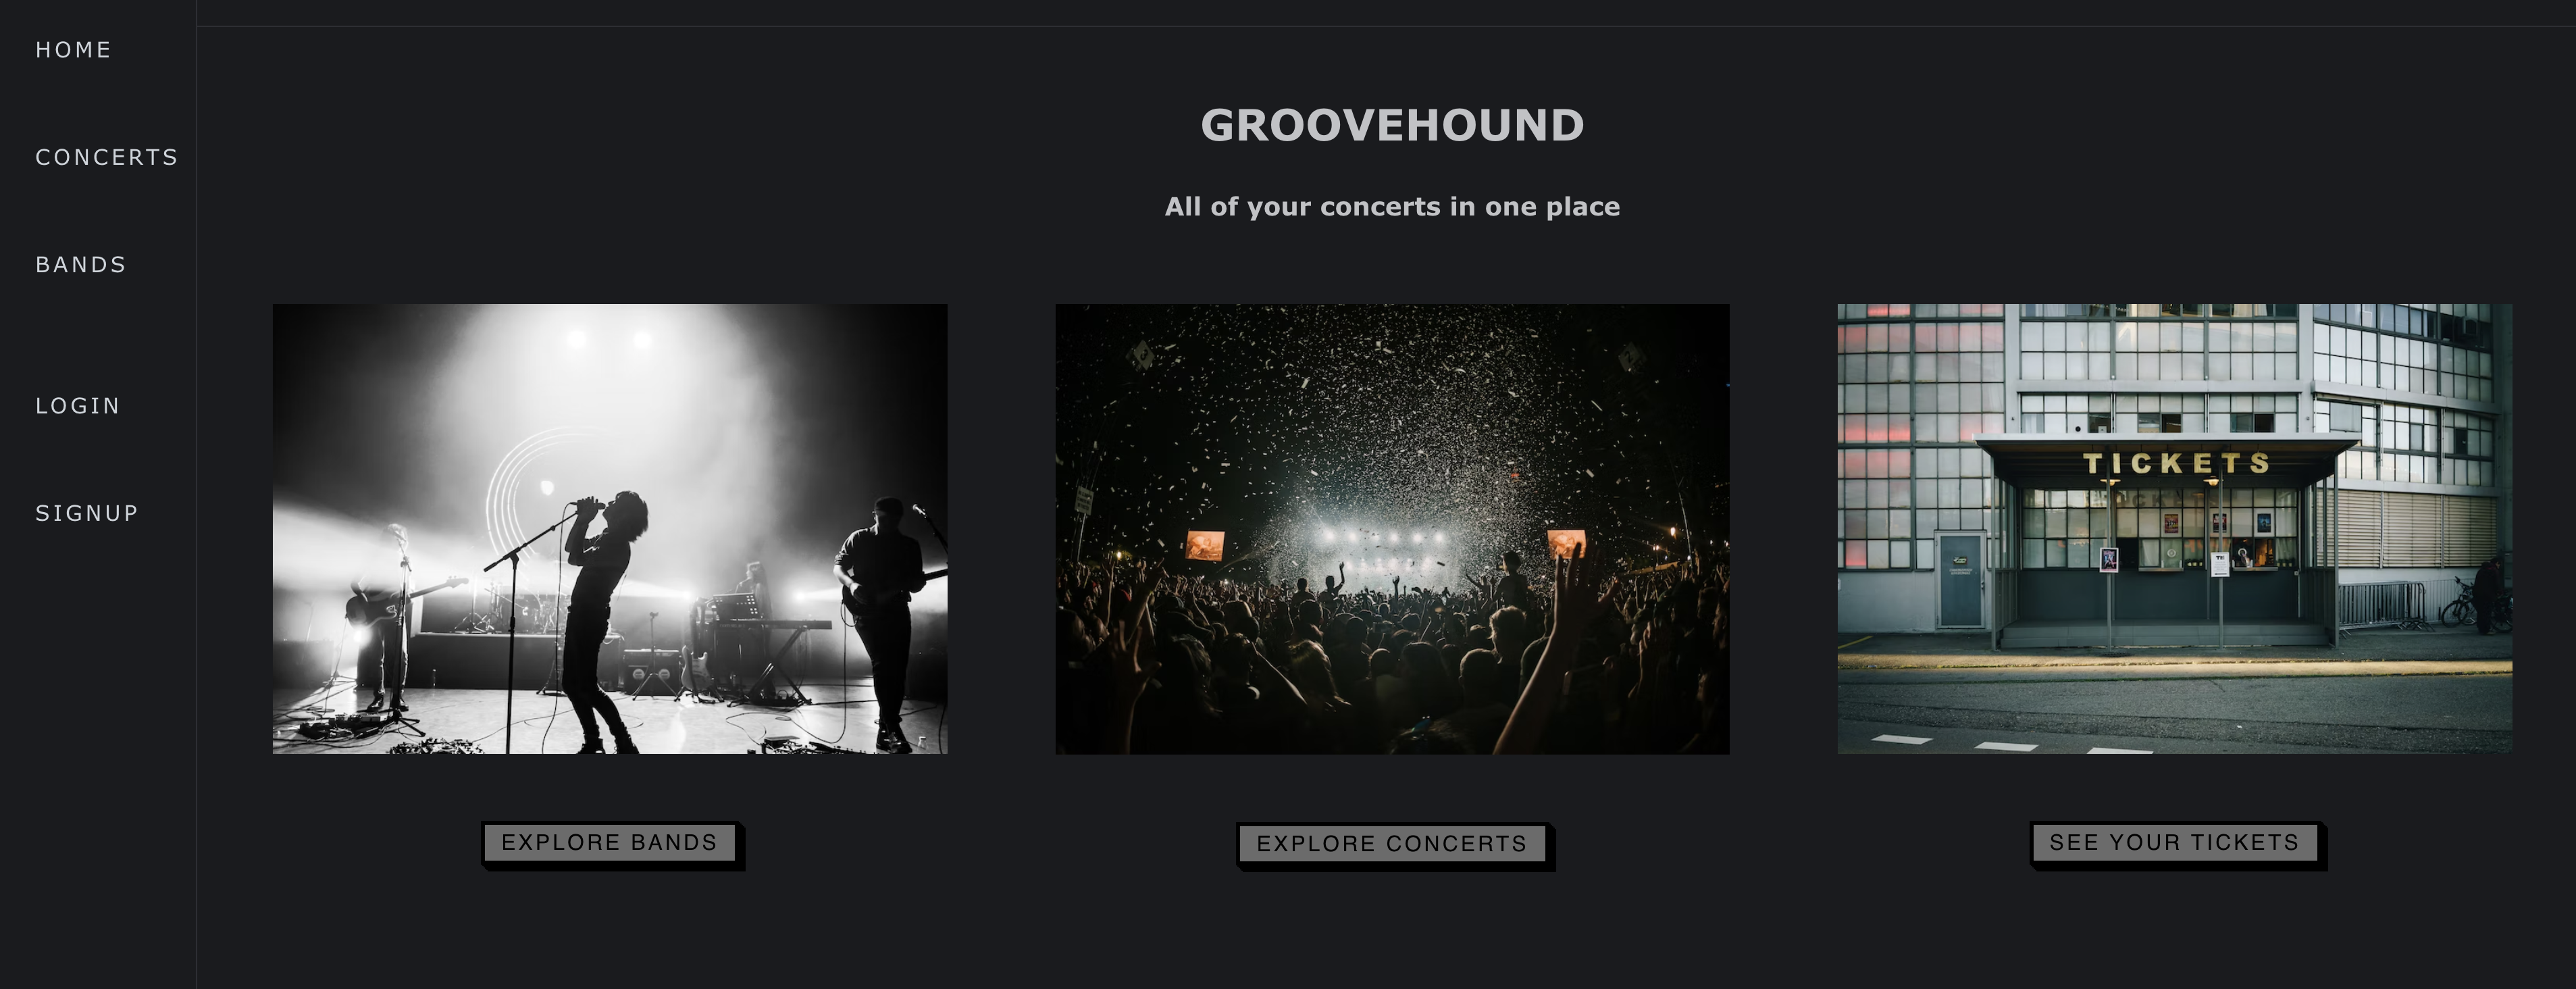 HOME
CONCERTS
BANDS
LOGIN
SIGNUP
GROOVEHOUND
All of your concerts in one place
TICKETS
EXPLORE BANDS
EXPLORE CONCERTS
SEE YOUR TICKETS